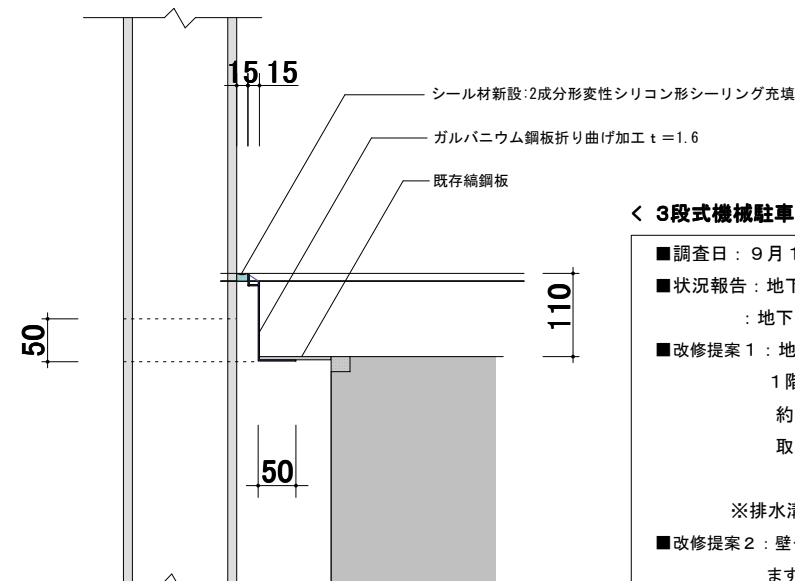 15 15
シール材新設:2成分形変性シリコン形シーリング充填
ガルバニウム鋼板折り曲げ加工ｔ＝1.6
既存縞鋼板
< 3段式機械駐車
■調査日：９月１
■状況報告：地下
：地下
110
50
■改修提案１：地
１階
約
取
50
※排水溝
■改修提案２：壁
ます